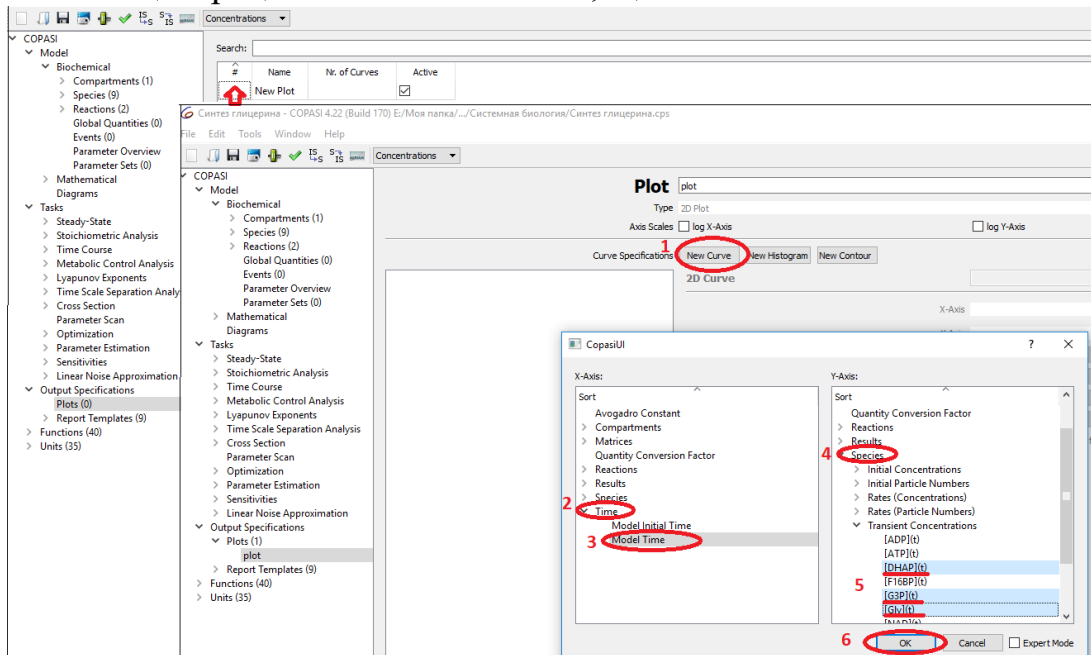 IS→S S→IS Concentrations
COPASI
Model
Biochemical
Compartments (1)
Species (9)
Reactions (2)
Global Quantities (0)
Events (0)
Parameter Overview
Parameter Sets (0)
Mathematical
Diagrams
Tasks
Steady-State
Stoichiometric Analysis
Time Course
Metabolic Control Analysis
Lyapunov Exponents
Time Scale Separation Analy
Cross Section
Parameter Scan
Optimization
Parameter Estimation
Sensitivities
Linear Noise Approximation
Output Specifications
Plots (0)
Report Templates (9)
Functions (40)
Units (35)
Search:
# Name Nr. of Curves Active
New Plot
Синтез глицерина - COPASI 4.22 (Build 170) E:/Моя папка/.../Системная биология/Синтез глицерина.cps
File Edit Tools Window Help
IS→S S→IS Concentrations
COPASI
Model
Biochemical
Compartments (1)
Species (9)
Reactions (2)
Global Quantities (0)
Events (0)
Parameter Overview
Parameter Sets (0)
Mathematical
Diagrams
Tasks
Steady-State
Stoichiometric Analysis
Time Course
Metabolic Control Analysis
Lyapunov Exponents
Time Scale Separation Analysis
Cross Section
Parameter Scan
Optimization
Parameter Estimation
Sensitivities
Linear Noise Approximation
Output Specifications
Plots (1)
plot
Report Templates (9)
Functions (40)
Units (35)
Plot plot
Type 2D Plot
Axis Scales log X-Axis log Y-Axis
1
Curve Specifications New Curve New Histogram New Contour
2D Curve
X-Axis
CopasiUI ? ×
X-Axis:
Sort
Avogadro Constant
Compartments
Matrices
Quantity Conversion Factor
Reactions
Results
Species
2 Time
Model Initial Time
3 Model Time
Y-Axis:
Sort
Quantity Conversion Factor
Reactions
Results
4 Species
Initial Concentrations
Initial Particle Numbers
Rates (Concentrations)
Rates (Particle Numbers)
Transient Concentrations
[ADP](t)
[ATP](t)
[DHAP](t)
5 [F16BP](t)
[G3P](t)
[Gly](t)
[NAD](t)
6 OK Cancel Expert Mode